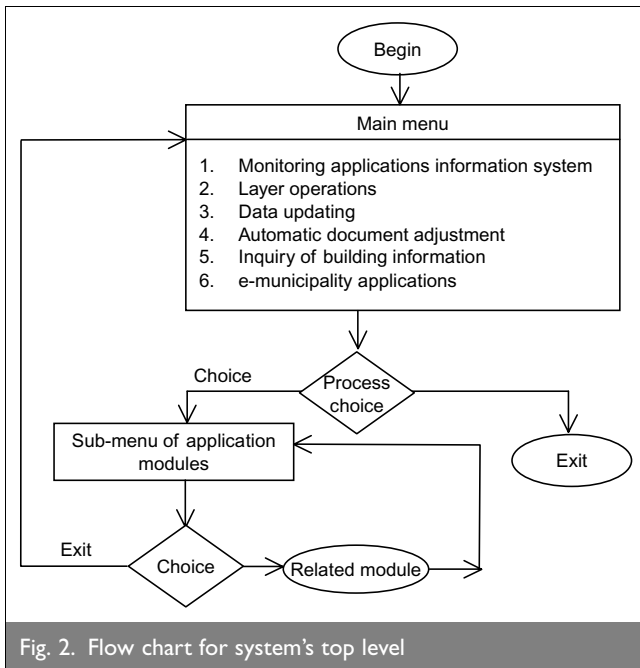 Begin
Main menu
1. Monitoring applications information system
2. Layer operations
3. Data updating
4. Automatic document adjustment
5. Inquiry of building information
6. e-municipality applications
Choice
Process
choice
Sub-menu of application
modules
Exit
Exit
Choice
Related module
Fig. 2. Flow chart for system's top level